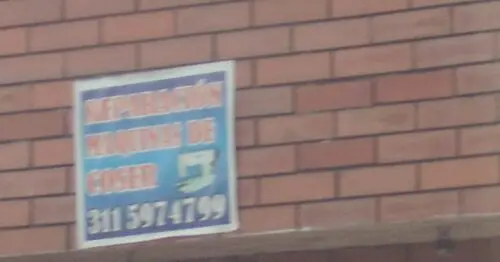 REPARACIÓN
MAQUINAS DE
COSER
311 5974799